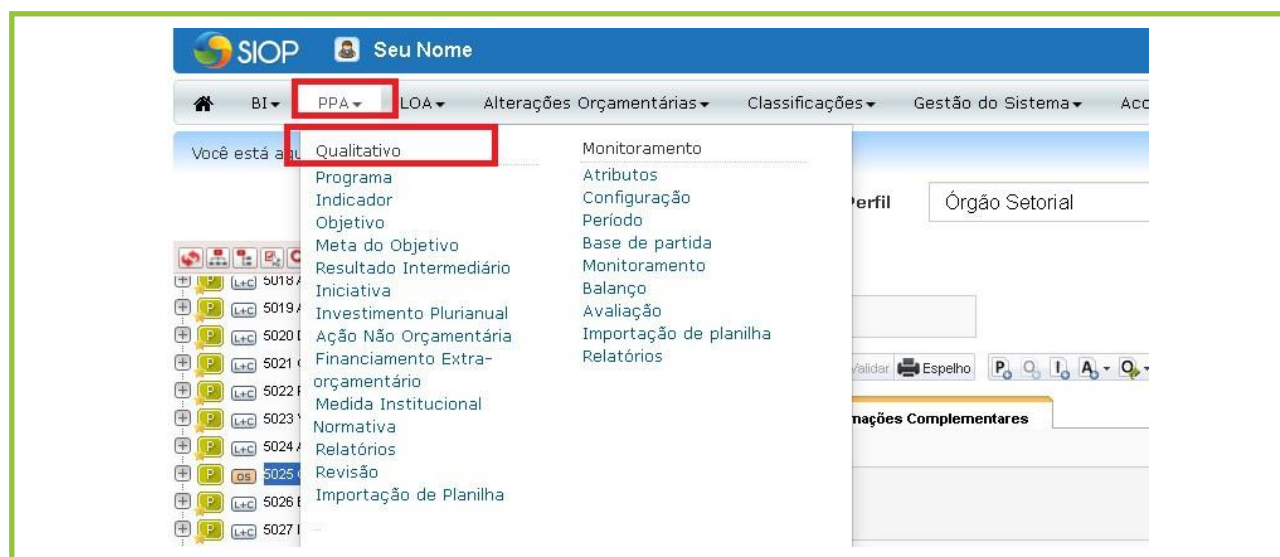 SIOP Seu Nome
BI PPA LOA Alterações Orçamentárias Classificações Gestão do Sistema Acc
Você está aqu
Qualitativo
Programa
Indicador
Objetivo
Meta do Objetivo
Resultado Intermediário
Iniciativa
Investimento Plurianual
Ação Não Orçamentária
Financiamento Extra-
orçamentário
Medida Institucional
Normativa
Relatórios
Revisão
Importação de Planilha
Monitoramento
Atributos
Configuração
Período
Base de partida
Monitoramento
Balanço
Avaliação
Importação de planilha
Relatórios
Perfil Órgão Setorial
P L+C 5018
P L+C 5019
P L+C 5020
P L+C 5021
P L+C 5022
P L+C 5023
P L+C 5024
P OS 5025
P L+C 5026
P L+C 5027
Validar Espelho P O I A O
mações Complementares